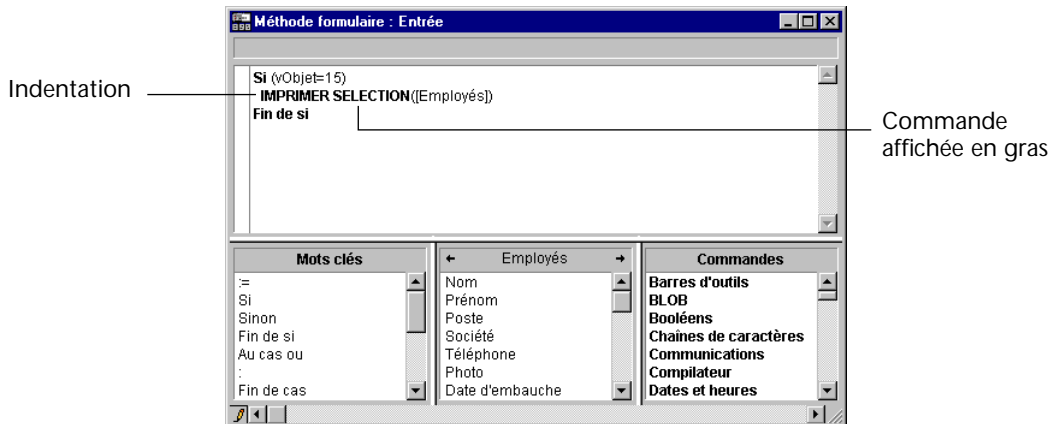 Méthode formulaire : Entrée
Si (vObjet=15)
IMPRIMER SELECTION([Employés])
Fin de si
Indentation
Commande
affichée en gras
Mots clés
:=
Si
Sinon
Fin de si
Au cas ou
:
Fin de cas
Employés
Nom
Prénom
Poste
Société
Téléphone
Photo
Date d'embauche
Commandes
Barres d'outils
BLOB
Booléens
Chaînes de caractères
Communications
Compilateur
Dates et heures